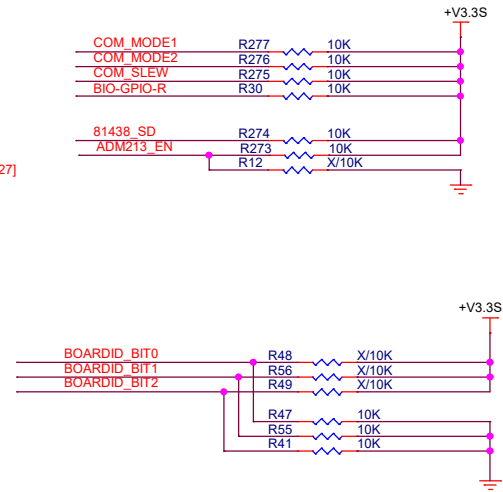 +V3.3S
COM_MODE1 R277 10K
COM_MODE2 R276 10K
COM_SLEW R275 10K
BIO-GPIO-R R30 10K
81438_SD R274 10K
ADM213_EN R273 10K
R12 X/10K
27]
+V3.3S
BOARDID_BIT0 R48 X/10K
BOARDID_BIT1 R56 X/10K
BOARDID_BIT2 R49 X/10K
R47 10K
R55 10K
R41 10K